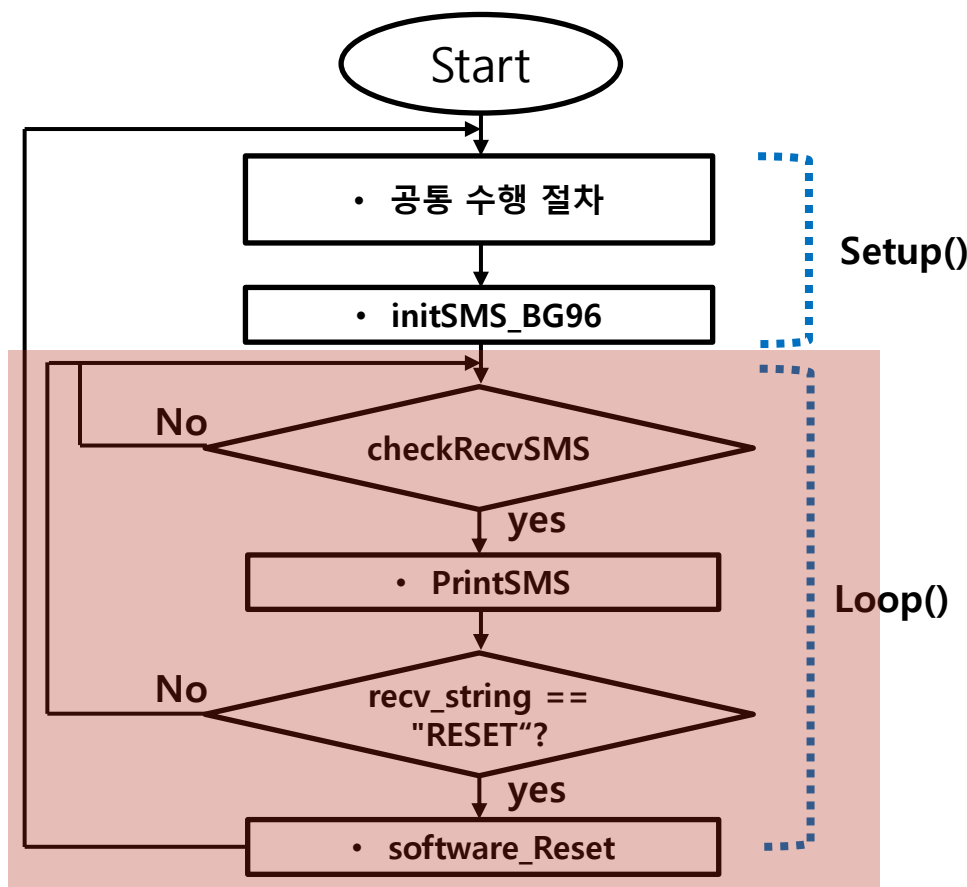 Start
• 공통 수행 절차
Setup()
• initSMS_BG96
No
checkRecvSMS
yes
• PrintSMS
Loop()
No
recv_string ==
"RESET“?
yes
• software_Reset